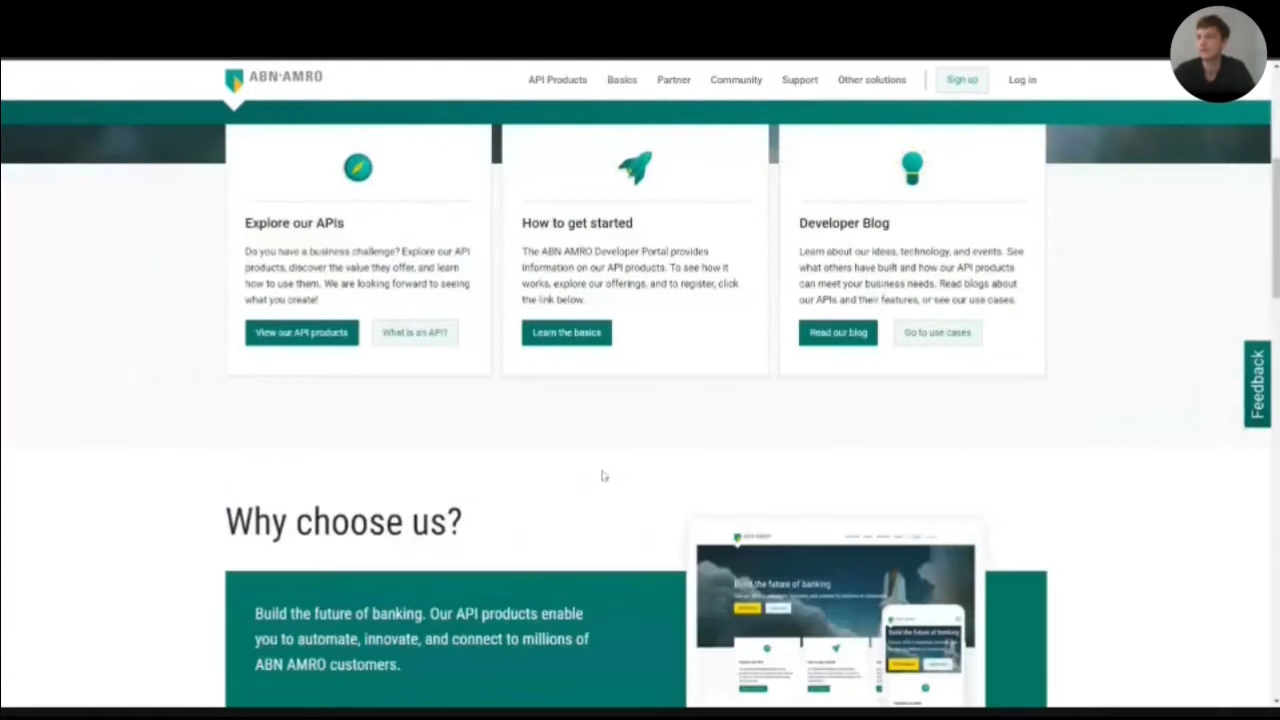 ABN·AMRO
API Products
Basics
Partner
Community
Support
Other solutions
Sign up
Log in
Explore our APIs
Do you have a business challenge? Explore our API
products, discover the value they offer, and learn
how to use them. We are looking forward to seeing
what you create!
View our API products
What is an API?
How to get started
The ABN AMRO Developer Portal provides
information on our API products. To see how it
works, explore our offerings, and to register, click
the link below.
Learn the basics
Developer Blog
Learn about our ideas, technology, and events. See
what others have built and how our API products
can meet your business needs. Read blogs about
our APIs and their features, or see our use cases.
Read our blog
Go to use cases
Feedback
Why choose us?
Build the future of banking. Our API products enable
you to automate, innovate, and connect to millions of
ABN AMRO customers.
Build the future of banking
Build the future of banking